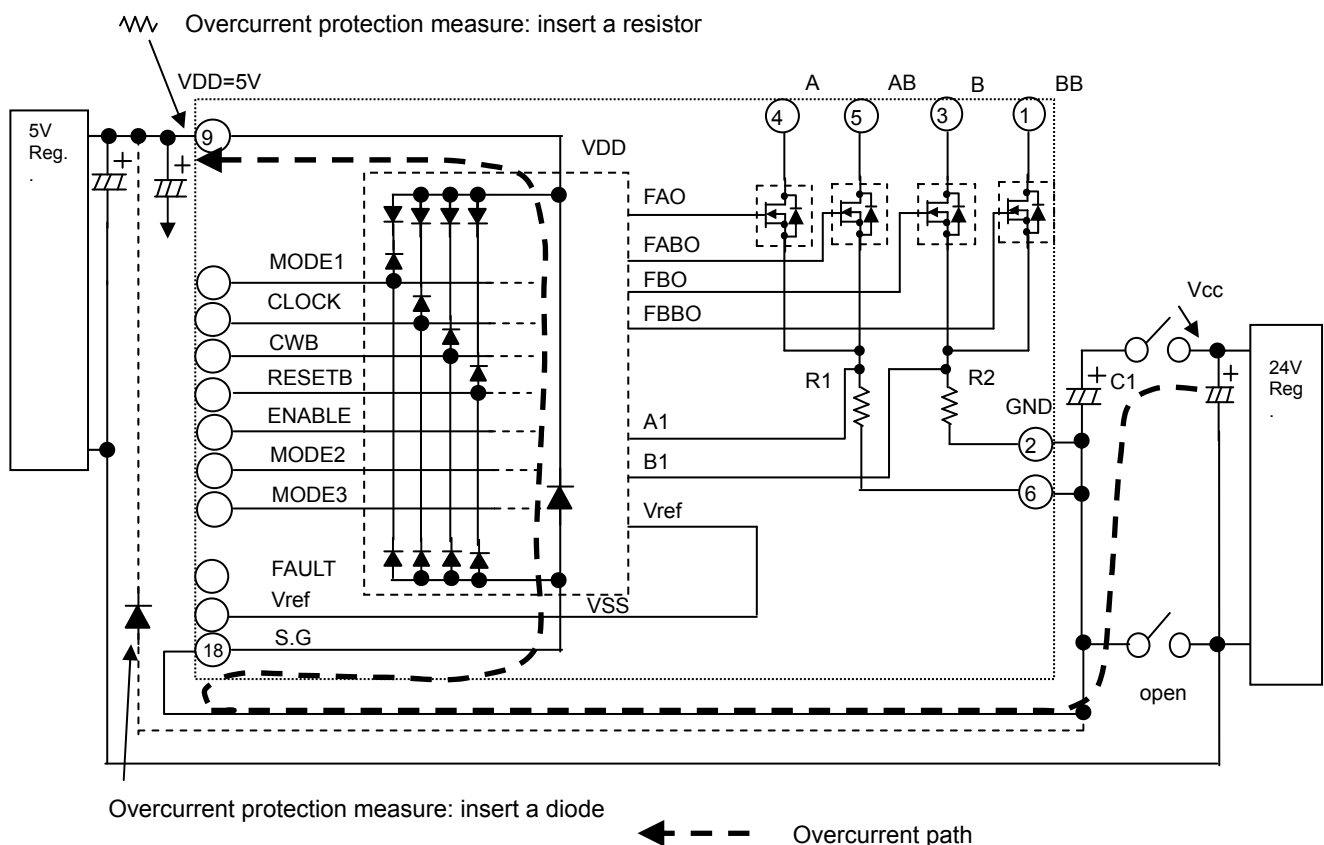 Overcurrent protection measure: insert a resistor
VDD=5V
A
AB
B
BB
5V
Reg.
.
9
4
5
3
1
VDD
FAO
FABO
FBO
FBBO
MODE1
CLOCK
CWB
RESETB
ENABLE
MODE2
MODE3
FAULT
Vref
S.G
18
VSS
A1
B1
Vref
R1
R2
GND
2
6
+
+
+
+
C1
Vcc
24V
Reg
.
open
Overcurrent protection measure: insert a diode
Overcurrent path